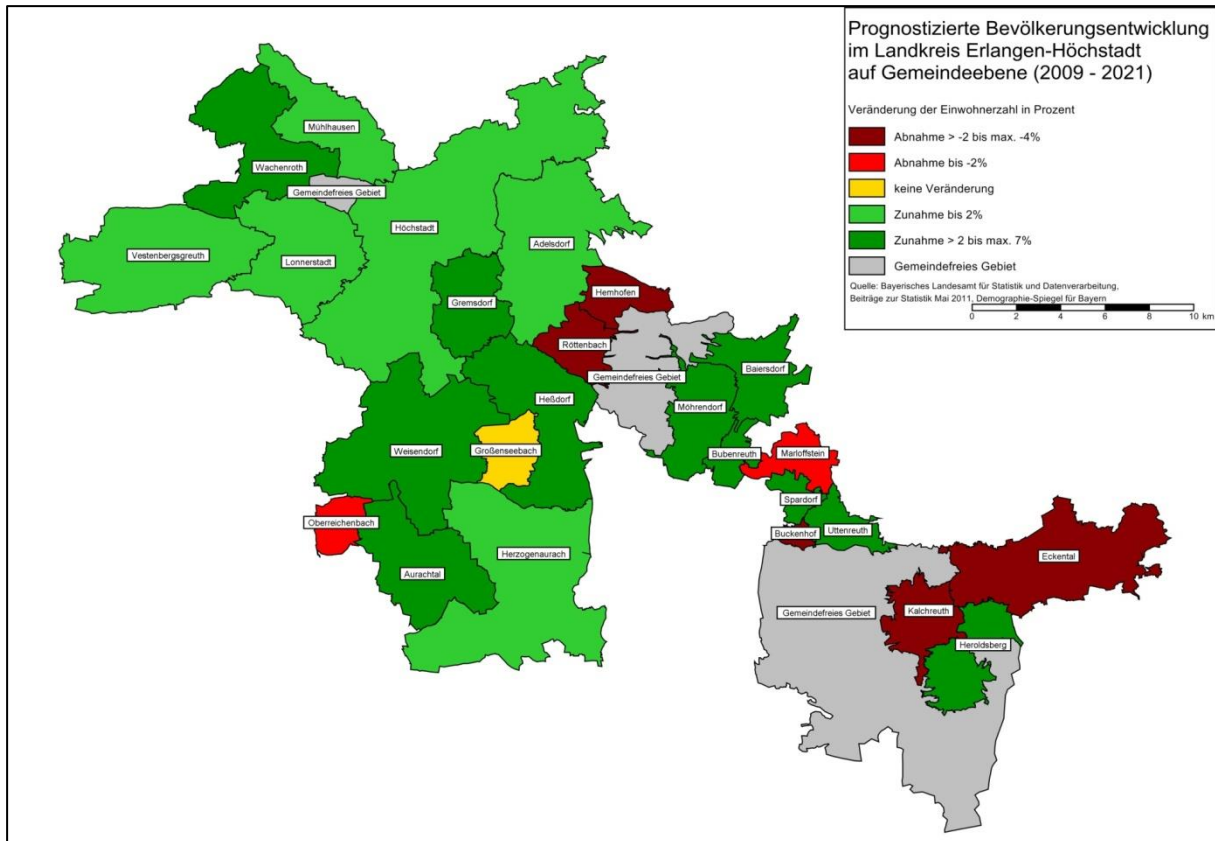 Prognostizierte Bevölkerungsentwicklung
im Landkreis Erlangen-Höchstadt
auf Gemeindeebene (2009 - 2021)
Veränderung der Einwohnerzahl in Prozent
Abnahme > -2 bis max. -4%
Abnahme bis -2%
keine Veränderung
Zunahme bis 2%
Zunahme > 2 bis max. 7%
Gemeindefreies Gebiet
Quelle: Bayerisches Landesamt für Statistik und Datenverarbeitung,
Beiträge zur Statistik Mai 2011, Demographie-Spiegel für Bayern
0 2 4 6 8 10 km
Mühlhausen
Wachenroth
Gemeindefreies Gebiet
Höchstadt
Adelsdorf
Vestenbergsgreuth
Lonnerstadt
Hemhofen
Gremsdorf
Röttenbach
Gemeindefreies Gebiet
Baiersdorf
Heßdorf
Möhrendorf
Weisendorf
Großenseebach
Bubenreuth
Marloffstein
Spardorf
Oberreichenbach
Buckenhof
Uttenreuth
Herzogenaurach
Eckental
Aurachtal
Gemeindefreies Gebiet
Kalchreuth
Heroldsberg